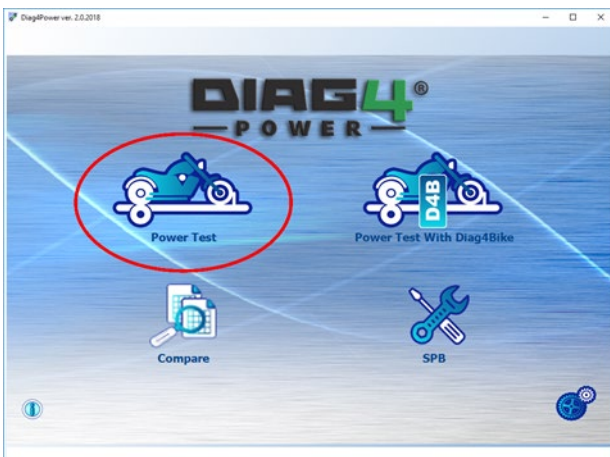 Diag4Power ver. 2.0.2018
DIAG4®
POWER
Power Test
D4B
Power Test With Diag4Bike
Compare
SPB